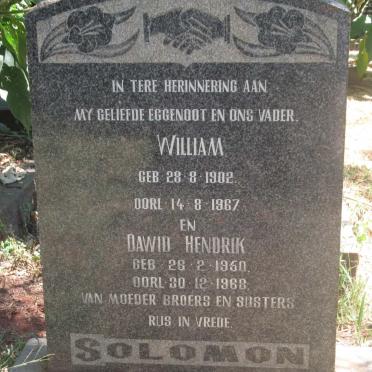 IN TERE HERINNERING AAN
MY GELIEFDE EGGENOOT EN ONS VADER.
WILLIAM
GEB 28-8-1902.
OORL 14-8-1967
EN
DAWID HENDRIK
GEB 26-2-1960.
OORL 30-12-1968.
VAN MOEDER BROERS EN SUSTERS
RUS IN VREDE.
SOLOMON